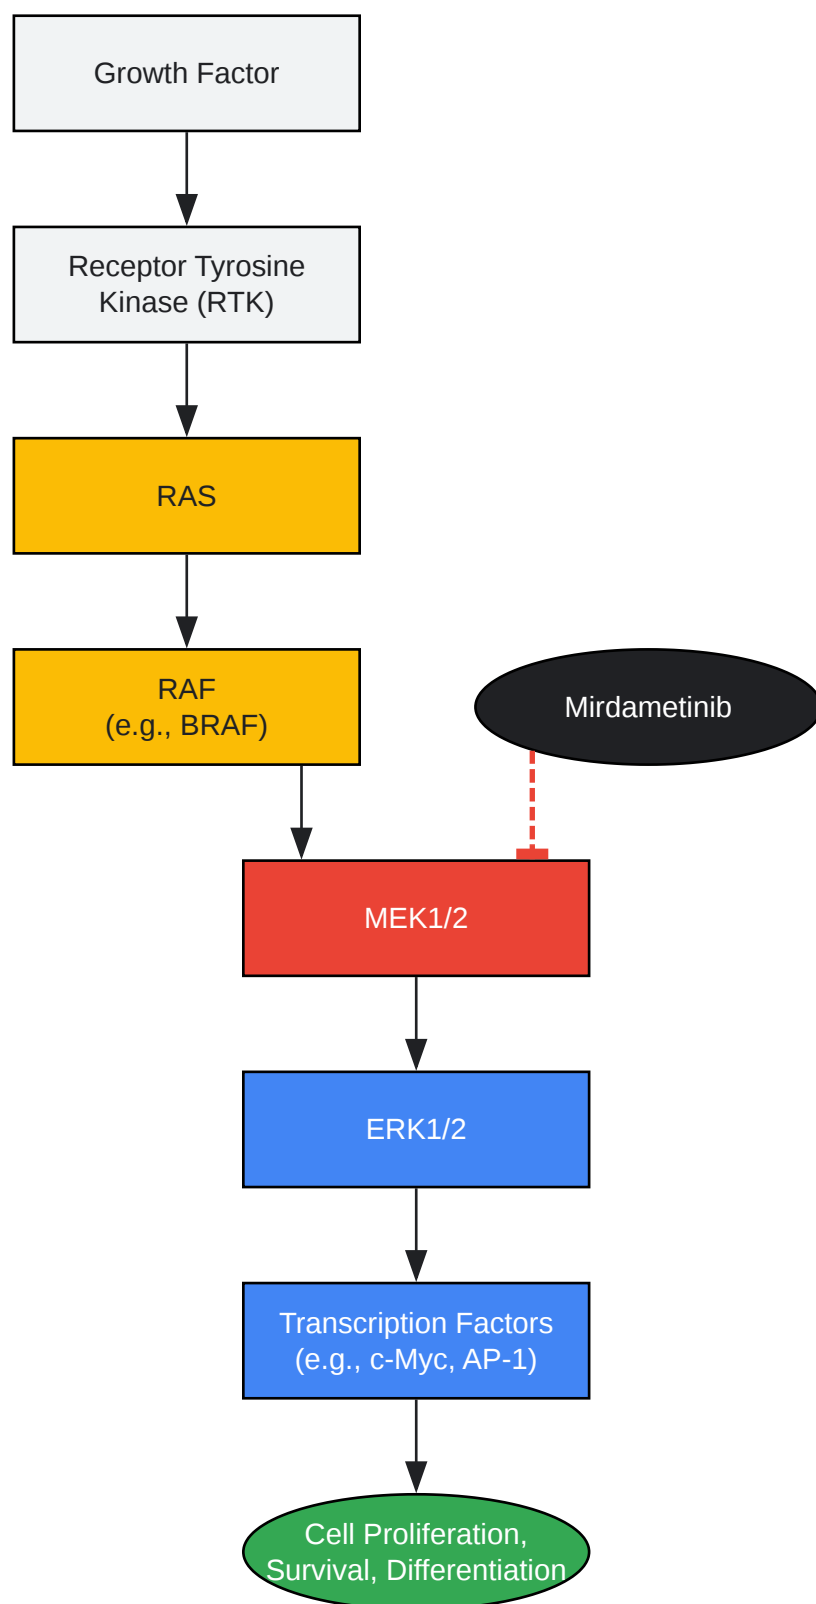 Growth Factor
Receptor Tyrosine
Kinase (RTK)
RAS
RAF
(e.g., BRAF)
Mirdametinib
MEK1/2
ERK1/2
Transcription Factors
(e.g., c-Myc, AP-1)
Cell Proliferation,
Survival, Differentiation